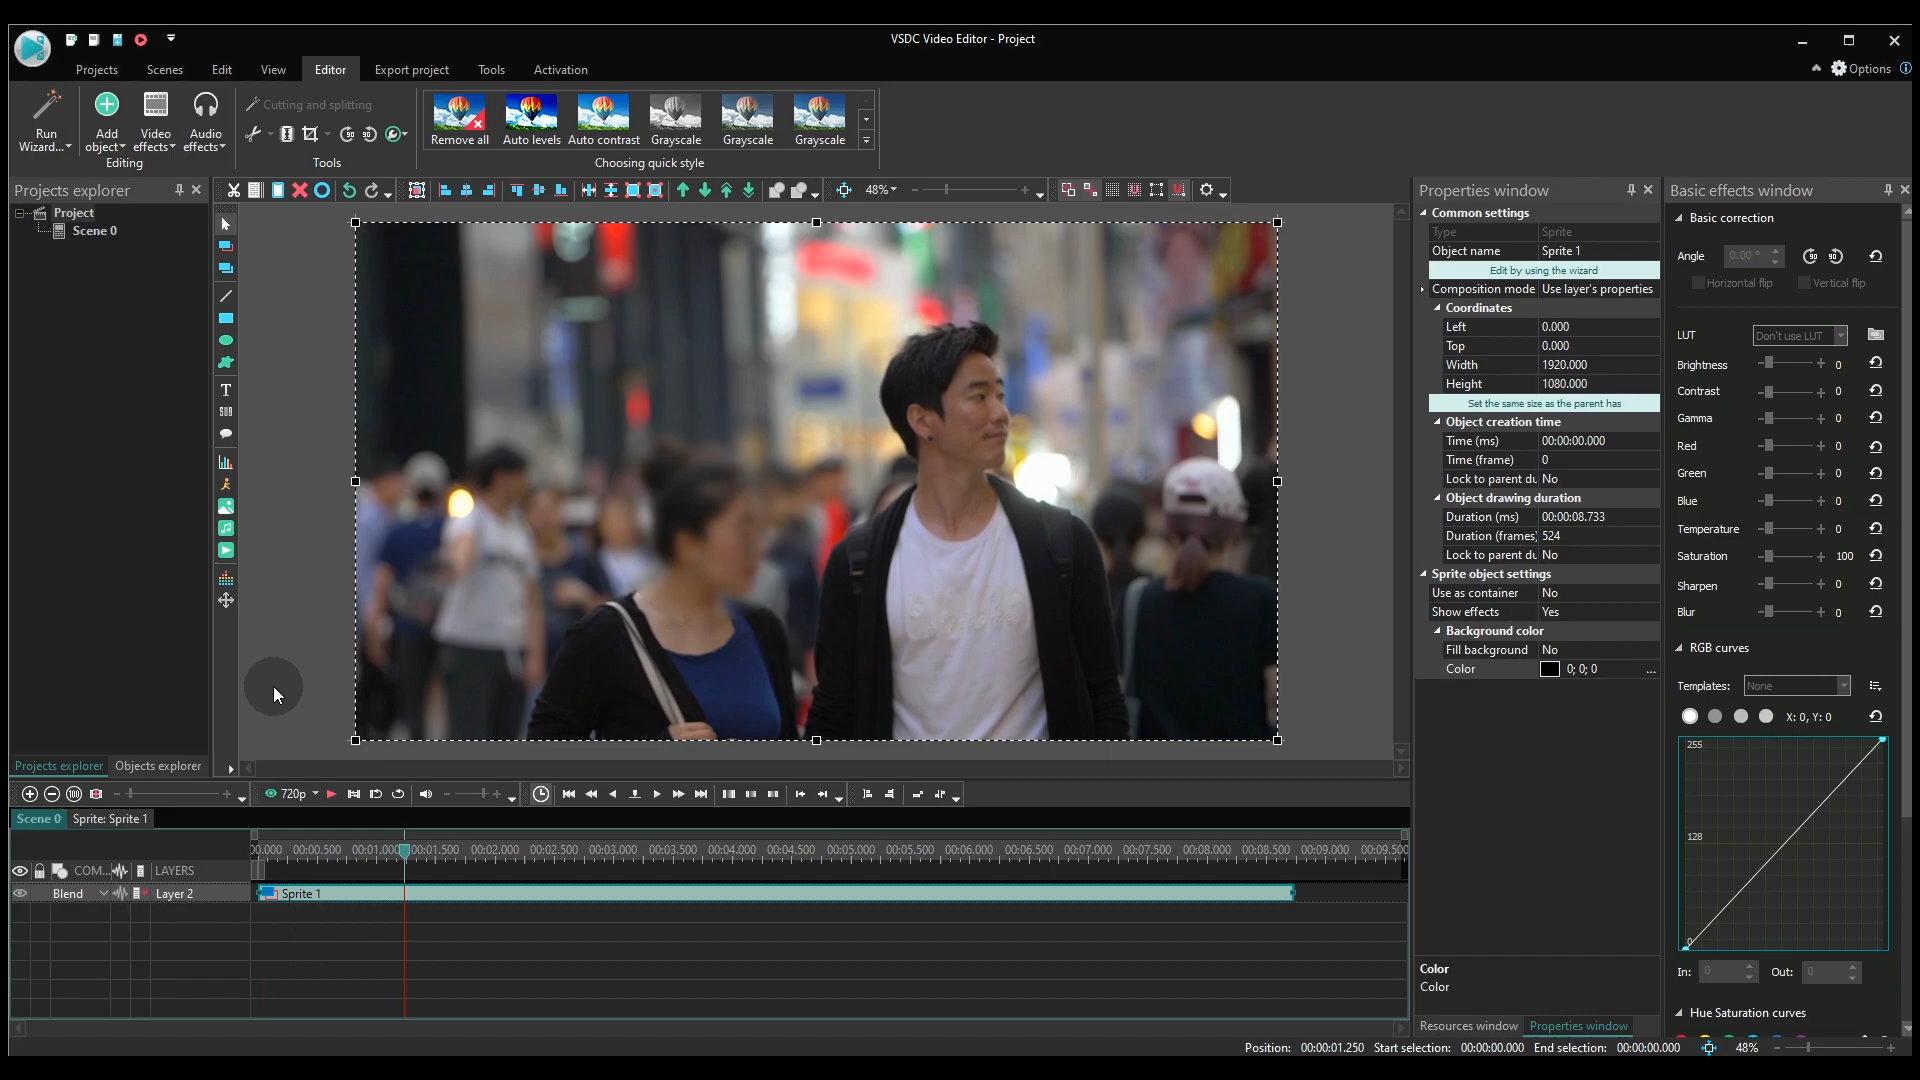 VSDC Video Editor - Project
Projects
Scenes
Edit
View
Editor
Export project
Tools
Activation
Options
Run Wizard...
Add object
Video effects
Audio effects
Editing
Cutting and splitting
Tools
Remove all
Auto levels
Auto contrast
Grayscale
Grayscale
Grayscale
Choosing quick style
Projects explorer
Project
Scene 0
48%
Properties window
Common settings
Type Sprite
Object name Sprite 1
Edit by using the wizard
Composition mode Use layer's properties
Coordinates
Left 0.000
Top 0.000
Width 1920.000
Height 1080.000
Set the same size as the parent has
Object creation time
Time (ms) 00:00:00.000
Time (frame) 0
Lock to parent du No
Object drawing duration
Duration (ms) 00:00:08.733
Duration (frames) 524
Lock to parent du No
Sprite object settings
Use as container No
Show effects Yes
Background color
Fill background No
Color 0; 0; 0 ...
Color
Color
Resources window
Properties window
Basic effects window
Basic correction
Angle 0.00 °
Horizontal flip
Vertical flip
LUT Don't use LUT
Brightness 0
Contrast 0
Gamma 0
Red 0
Green 0
Blue 0
Temperature 0
Saturation 100
Sharpen 0
Blur 0
RGB curves
Templates: None
X: 0, Y: 0
255
128
0
In: 0 Out: 0
Hue Saturation curves
Projects explorer
Objects explorer
720p
Scene 0
Sprite: Sprite 1
00:00.500 00:01.000 00:01.500 00:02.000 00:02.500 00:03.000 00:03.500 00:04.000 00:04.500 00:05.000 00:05.500 00:06.000 00:06.500 00:07.000 00:07.500 00:08.000 00:08.500 00:09.000 00:09.500
COM...
LAYERS
Blend
Layer 2
Sprite 1
Position: 00:00:01.250 Start selection: 00:00:00.000 End selection: 00:00:00.000 48%